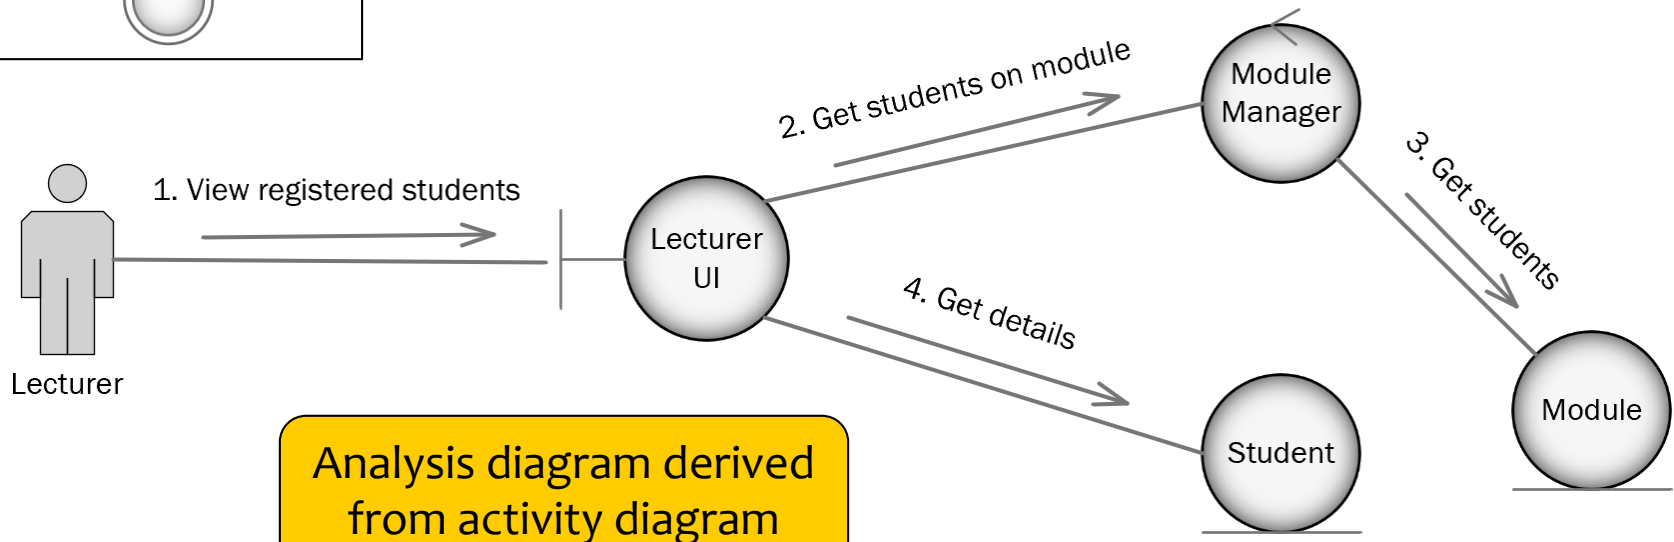 1. View registered students
2. Get students on module
Module
Manager
3. Get students
Lecturer
UI
4. Get details
Lecturer
Student
Module
Analysis diagram derived
from activity diagram